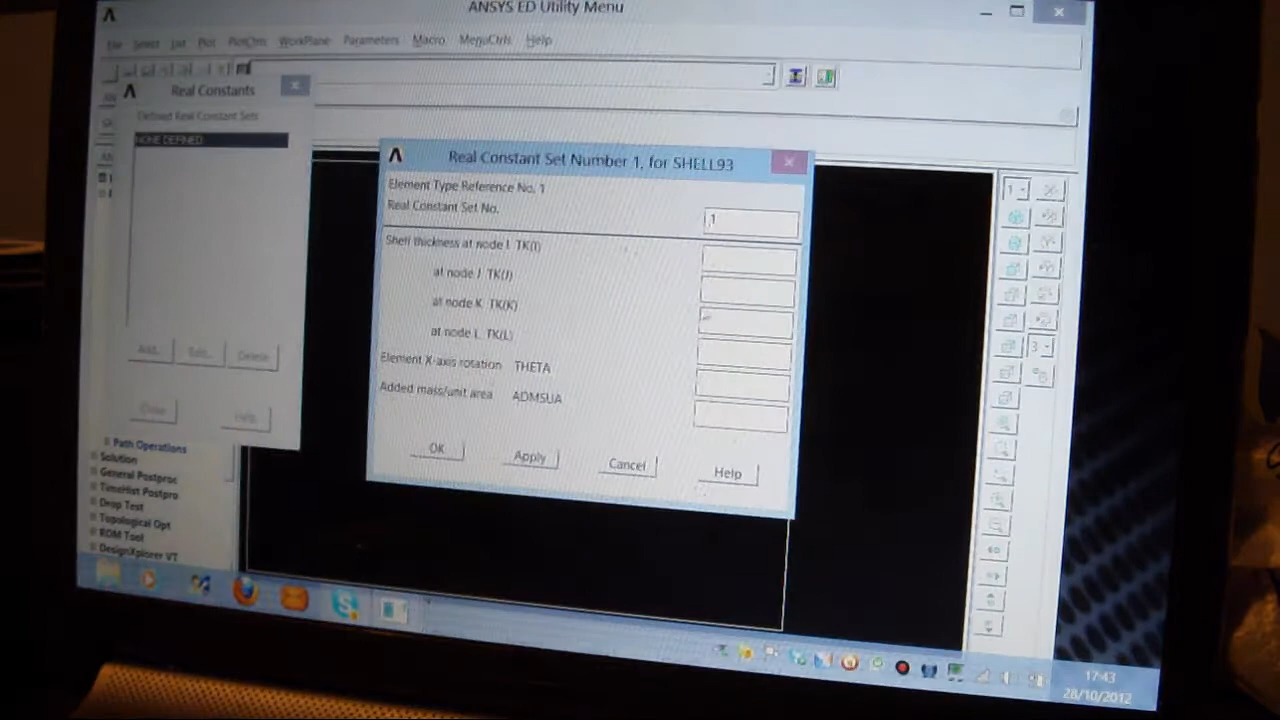 ANSYS ED Utility Menu
File Select List Plot PlotCtrls WorkPlane Parameters Macro MenuCtrls Help
Real Constants
Defined Real Constant Sets
NONE DEFINED
Add... Edit... Delete
Close Help
Real Constant Set Number 1, for SHELL93
Element Type Reference No. 1
Real Constant Set No. 1
Shell thickness at node I TK(I)
at node J TK(J)
at node K TK(K)
at node L TK(L)
Element X-axis rotation THETA
Added mass/unit area ADMSUA
OK Apply Cancel Help
1
3
Path Operations
Solution
General Postproc
TimeHist Postpro
Drop Test
Topological Opt
ROM Tool
DesignXplorer VT
17:43
28/10/2012